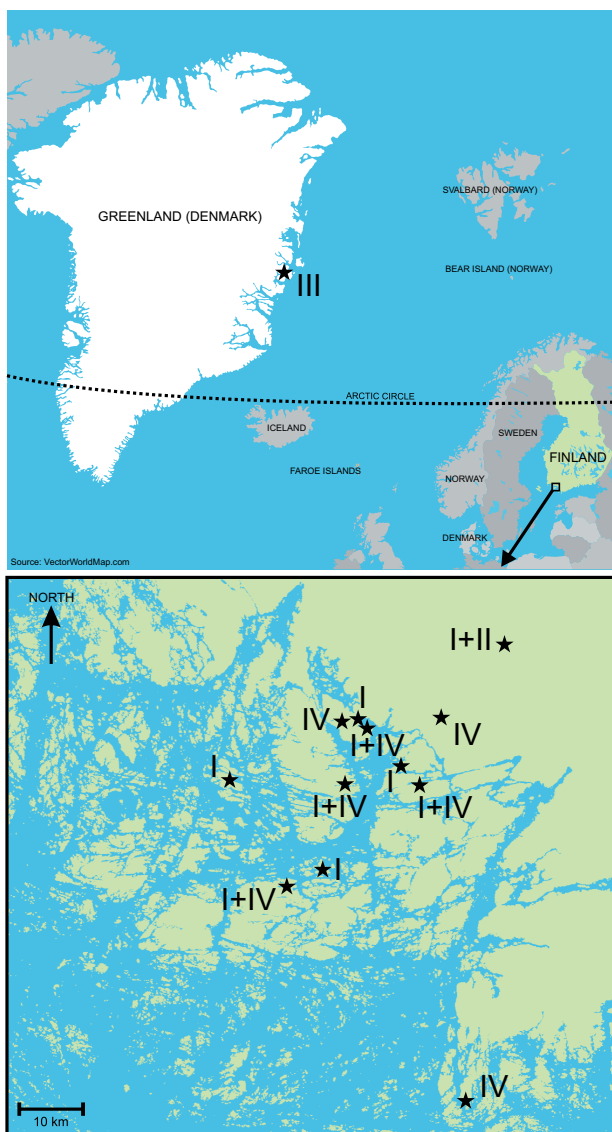 GREENLAND (DENMARK)
SVALBARD (NORWAY)
BEAR ISLAND (NORWAY)
III
ARCTIC CIRCLE
ICELAND
SWEDEN
FINLAND
FAROE ISLANDS
NORWAY
DENMARK
Source: VectorWorldMap.com
NORTH
I+II
I
IV
IV
I+IV
I
I
I+IV
I+IV
I
I+IV
IV
10 km